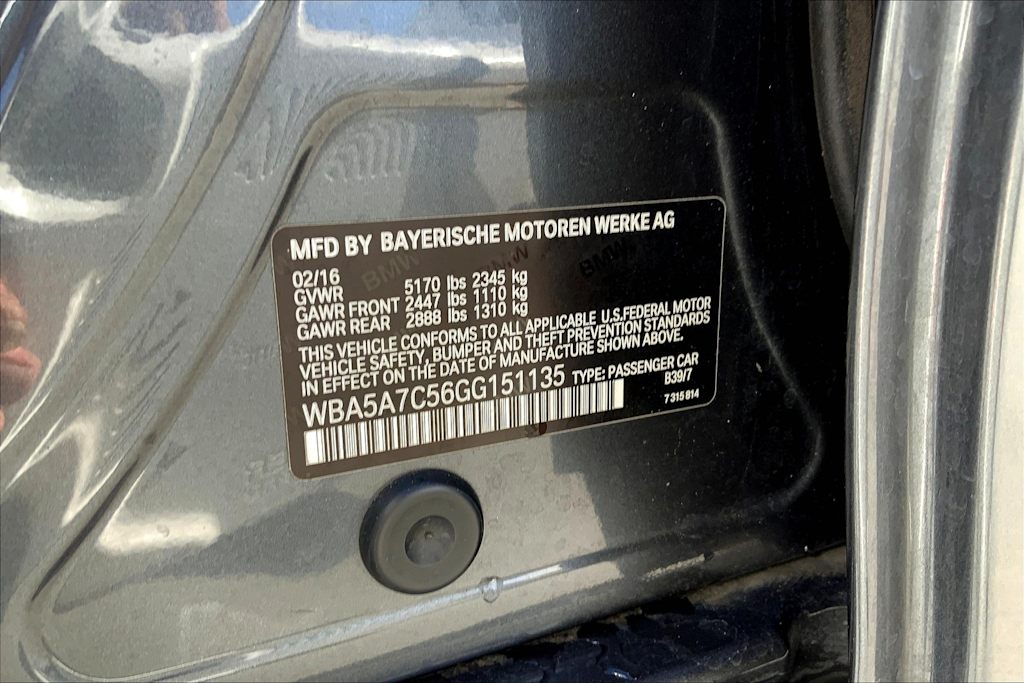 MFD BY BAYERISCHE MOTOREN WERKE AG
02/16
GVWR 5170 lbs 2345 kg
GAWR FRONT 2447 lbs 1110 kg
GAWR REAR 2888 lbs 1310 kg
THIS VEHICLE CONFORMS TO ALL APPLICABLE U.S.FEDERAL MOTOR
VEHICLE SAFETY, BUMPER AND THEFT PREVENTION STANDARDS
IN EFFECT ON THE DATE OF MANUFACTURE SHOWN ABOVE.
WBA5A7C56GG151135 TYPE: PASSENGER CAR
B39/7
7 315 814
BMW
BMW
BMW